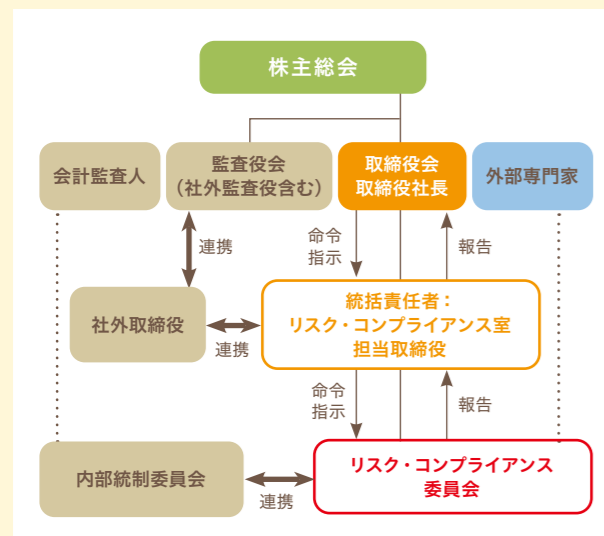 株主総会
会計監査人
監査役会
（社外監査役含む）
取締役会
取締役社長
外部専門家
連携
命令
指示
報告
社外取締役
連携
統括責任者：
リスク・コンプライアンス室
担当取締役
命令
指示
報告
内部統制委員会
連携
リスク・コンプライアンス
委員会